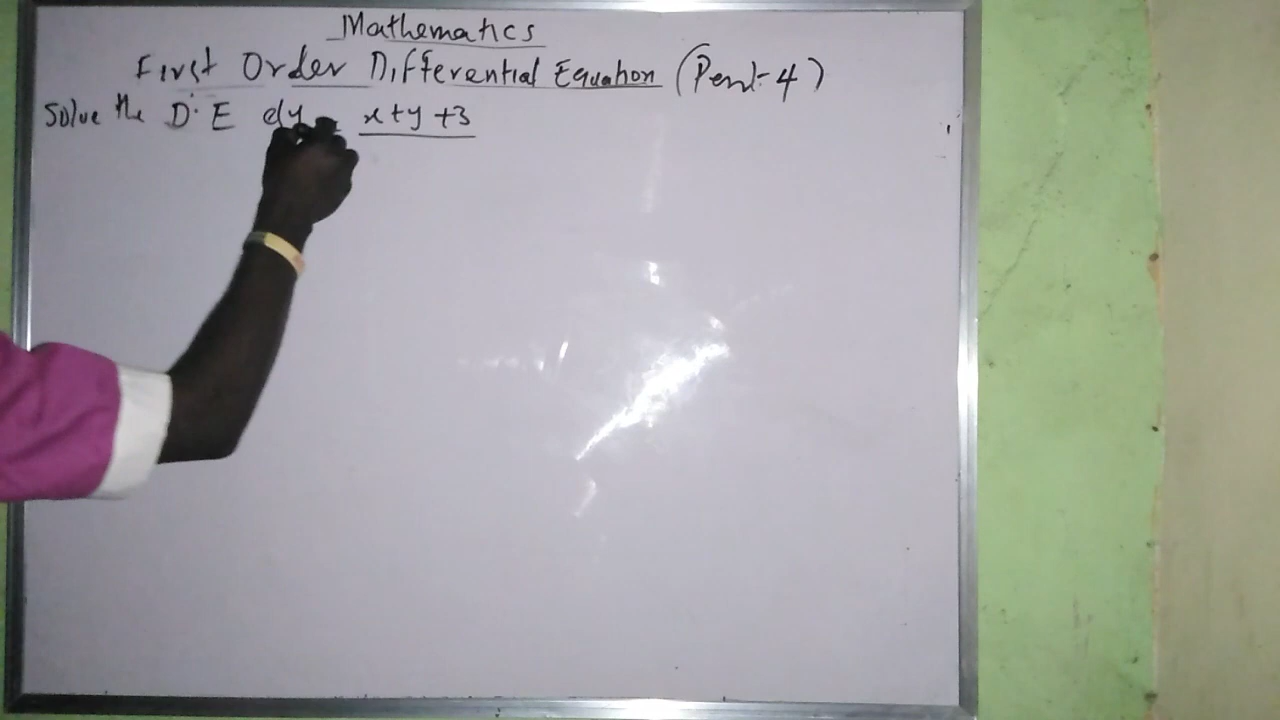 Mathematics
First Order Differential Equation (Part-4)
Solve the D.E dy = x+y+3